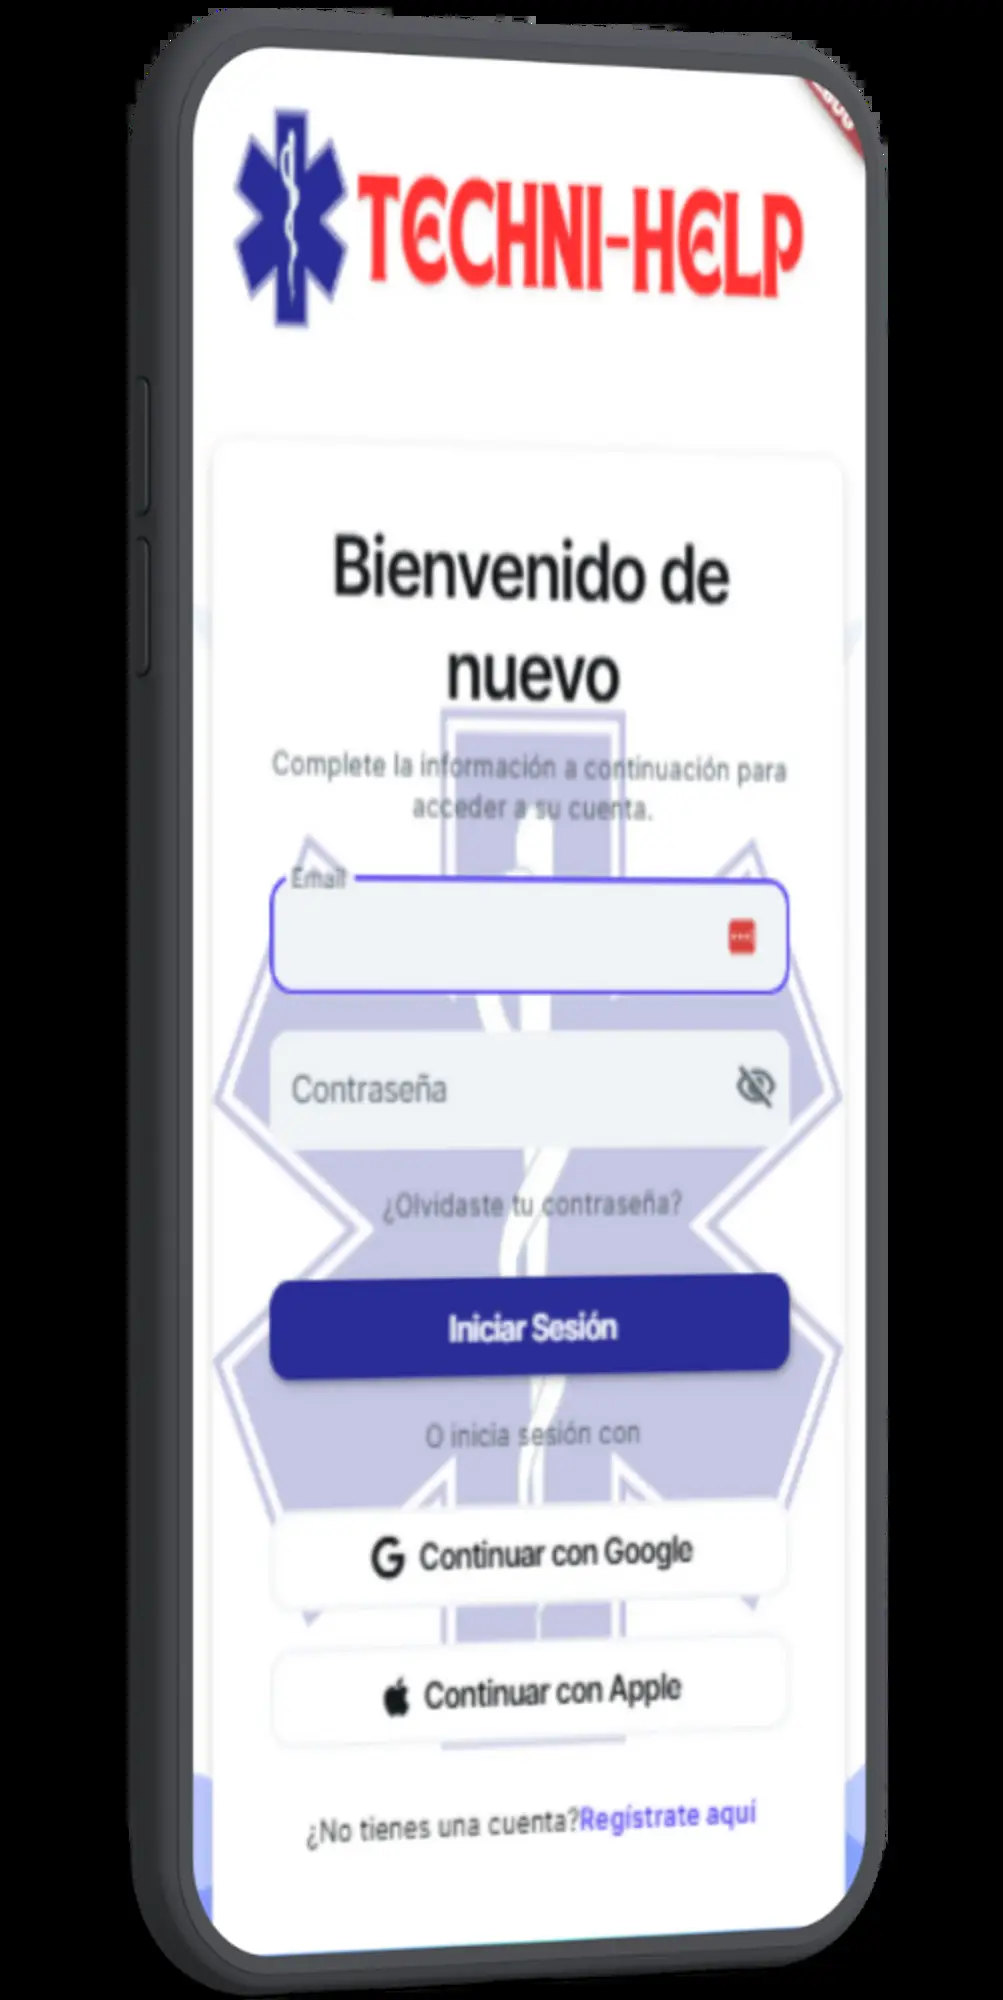 TECHNI-HELP
Bienvenido de
nuevo
Complete la información a continuación para
acceder a su cuenta.
Email
Contraseña
¿Olvidaste tu contraseña?
Iniciar Sesión
O inicia sesión con
G Continuar con Google
Continuar con Apple
¿No tienes una cuenta?Regístrate aquí